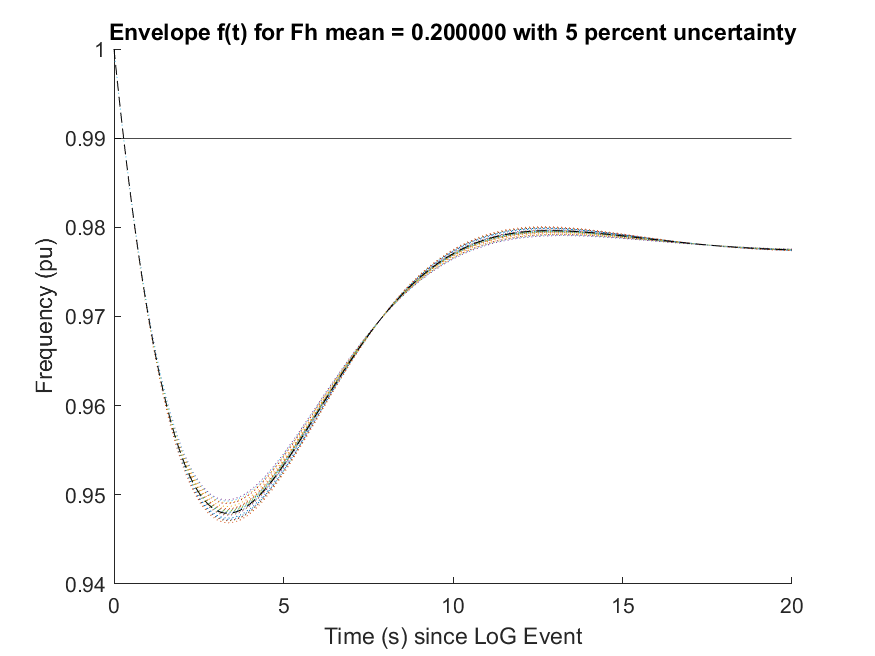 Envelope f(t) for Fh mean = 0.200000 with 5 percent uncertainty
1
0.99
0.98
0.97
0.96
0.95
0.94
Frequency (pu)
0 5 10 15 20
Time (s) since LoG Event